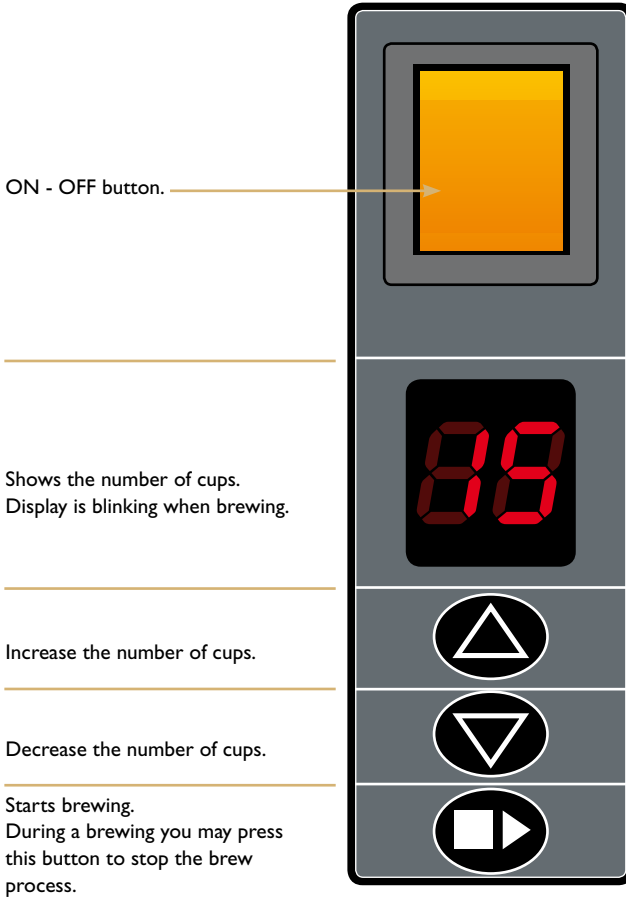 ON - OFF button.
15
Shows the number of cups.
Display is blinking when brewing.
Increase the number of cups.
Decrease the number of cups.
Starts brewing.
During a brewing you may press
this button to stop the brew
process.